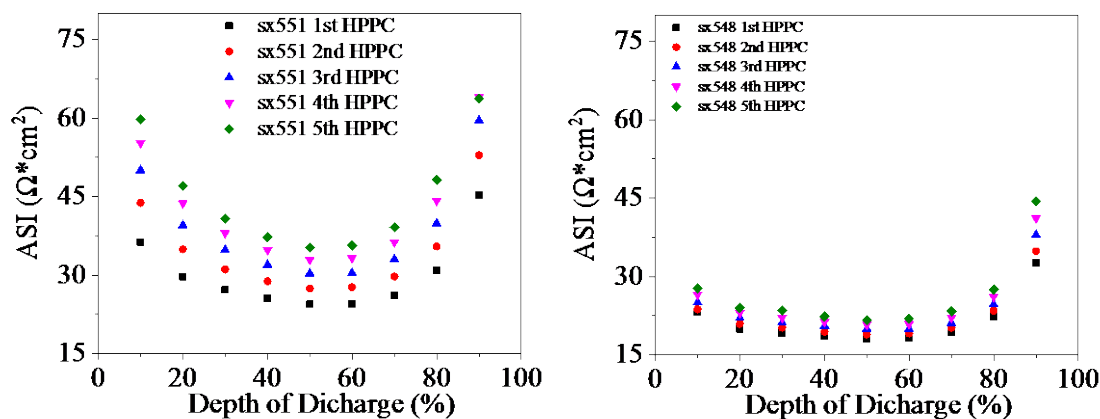 75
60
45
30
15
ASI (Ω*cm²)
sx551 1st HPPC
sx551 2nd HPPC
sx551 3rd HPPC
sx551 4th HPPC
sx551 5th HPPC
0 20 40 60 80 100
Depth of Dicharge (%)
75
60
45
30
15
ASI (Ω*cm²)
sx548 1st HPPC
sx548 2nd HPPC
sx548 3rd HPPC
sx548 4th HPPC
sx548 5th HPPC
0 20 40 60 80 100
Depth of Dicharge (%)